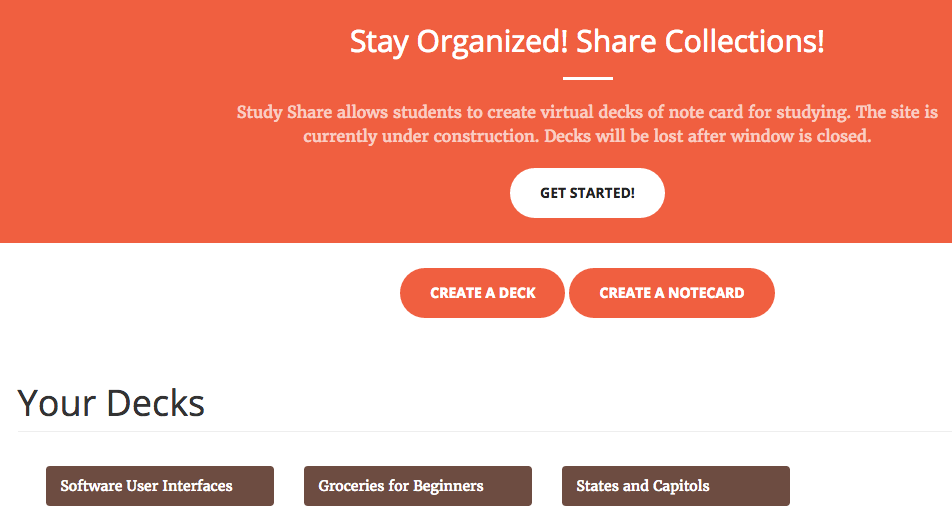 Stay Organized! Share Collections!
Study Share allows students to create virtual decks of note card for studying. The site is
currently under construction. Decks will be lost after window is closed.
GET STARTED!
CREATE A DECK CREATE A NOTECARD
Your Decks
Software User Interfaces Groceries for Beginners States and Capitols